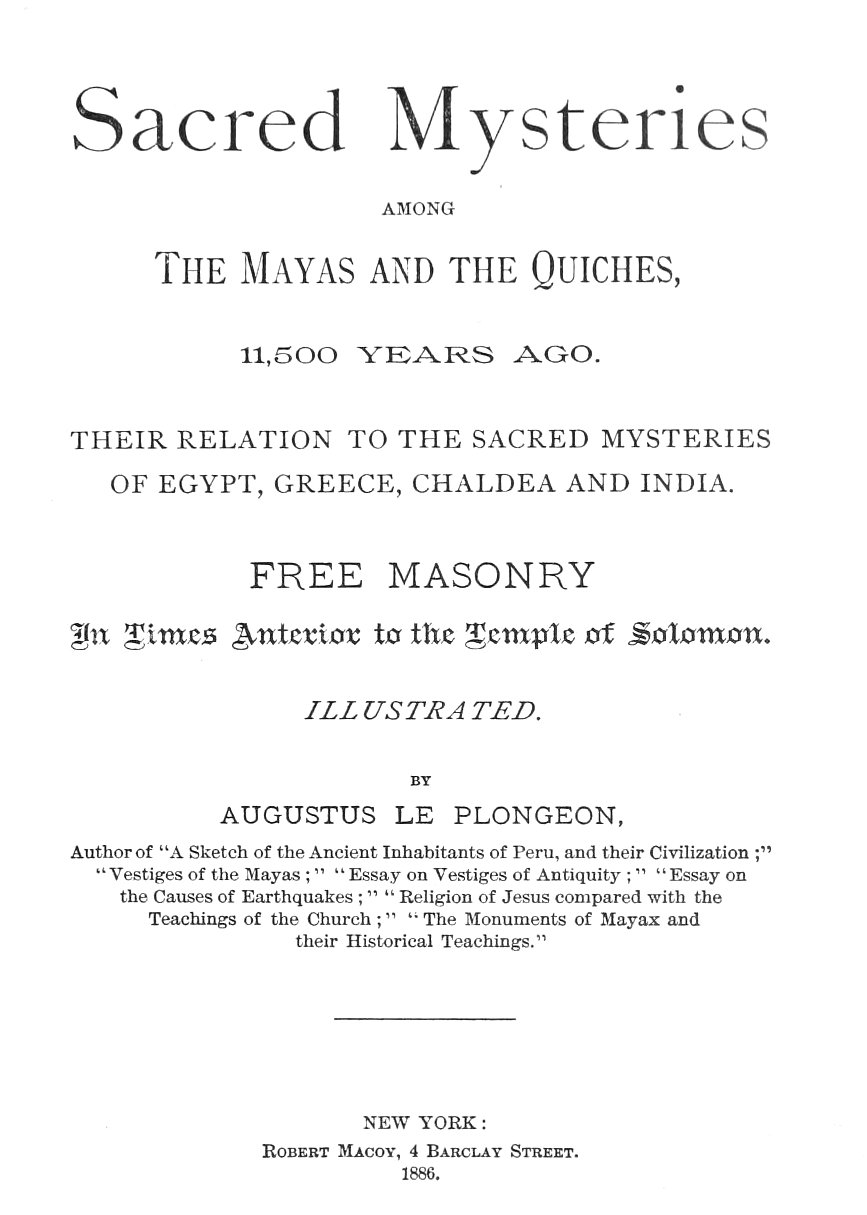 Sacred Mysteries
AMONG
THE MAYAS AND THE QUICHES,
11,500 YEARS AGO.
THEIR RELATION TO THE SACRED MYSTERIES
OF EGYPT, GREECE, CHALDEA AND INDIA.
FREE MASONRY
In Times Anterior to the Temple of Solomon.
ILLUSTRATED.
BY
AUGUSTUS LE PLONGEON,
Author of "A Sketch of the Ancient Inhabitants of Peru, and their Civilization ;"
"Vestiges of the Mayas ;" "Essay on Vestiges of Antiquity ;" "Essay on
the Causes of Earthquakes ;" "Religion of Jesus compared with the
Teachings of the Church ;" "The Monuments of Mayax and
their Historical Teachings."
NEW YORK:
ROBERT MACOY, 4 BARCLAY STREET.
1886.